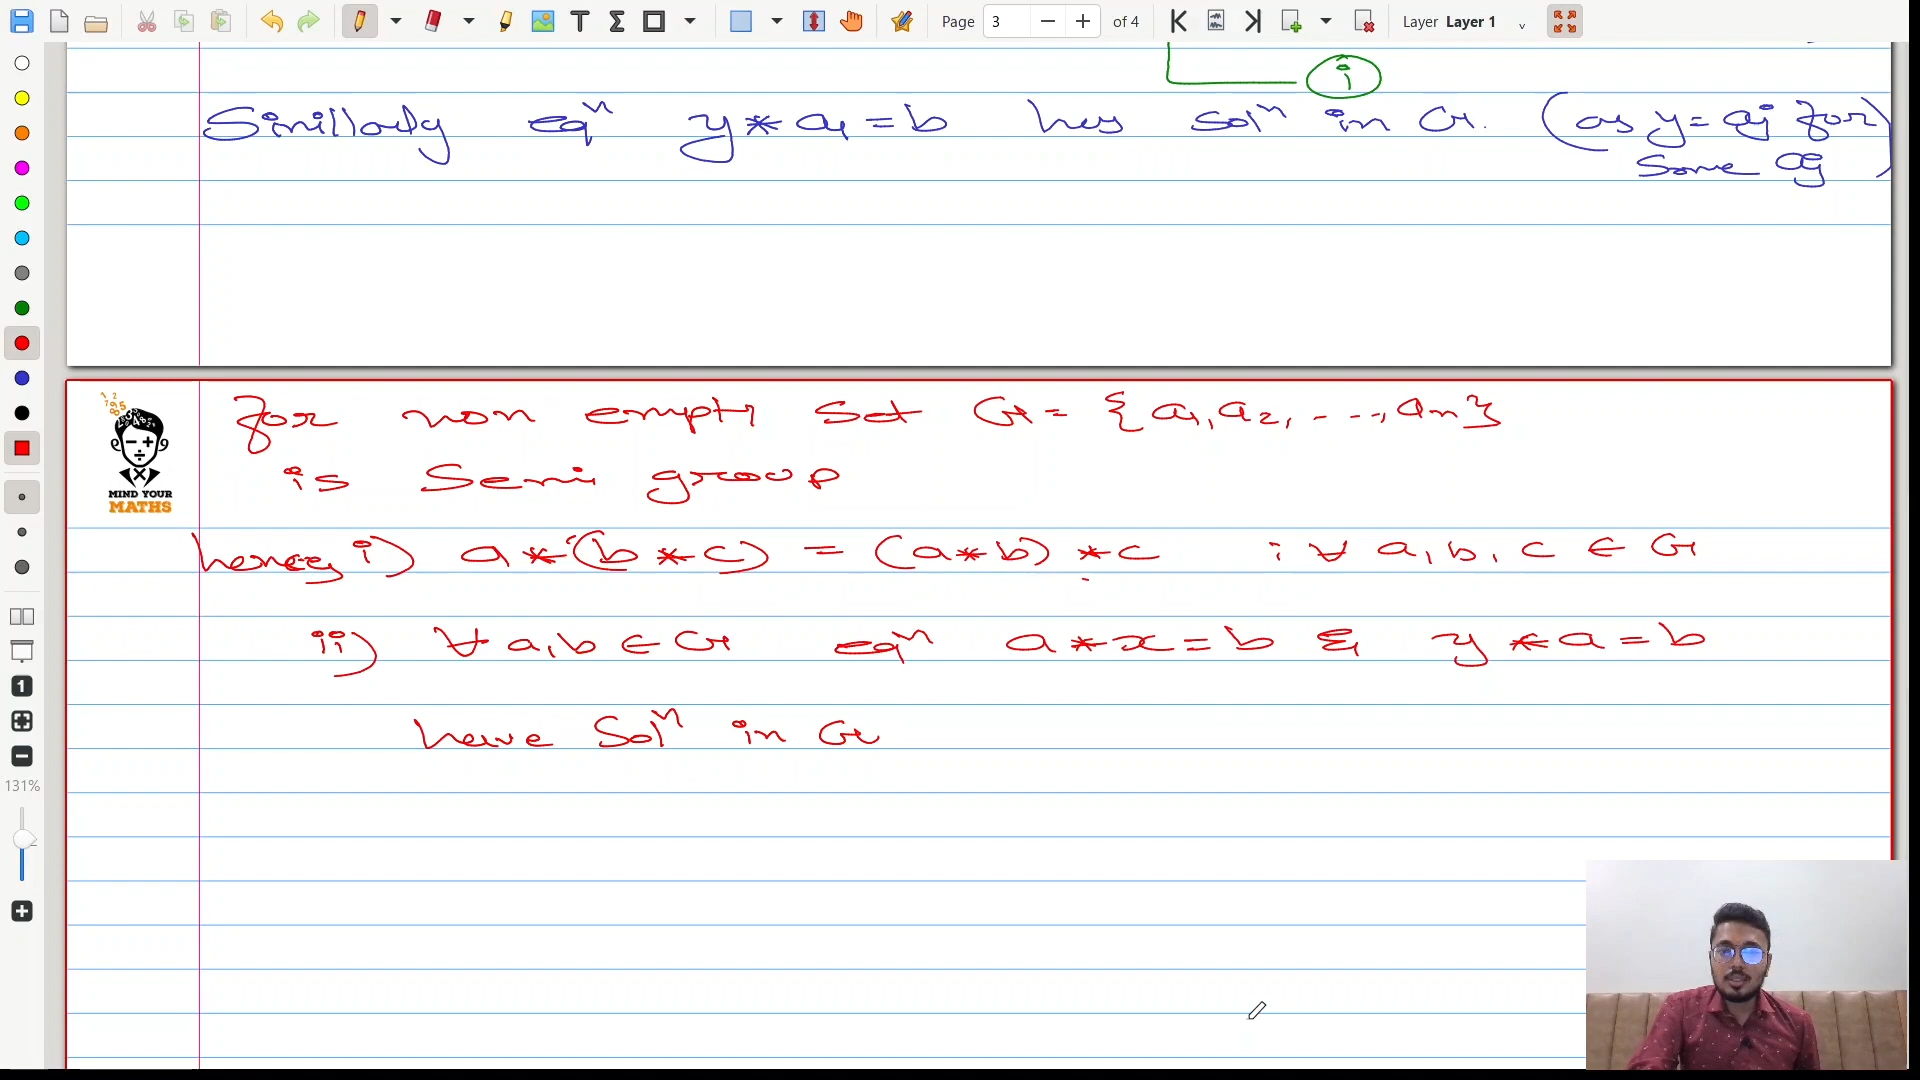 Page 3 of 4 Layer Layer 1
i
Similarly eqⁿ y * a = b has solⁿ in G. (as y = aj for
some aj)
for non empty set G = {a1, a2, ..., an}
is Semi group
hence i) a * (b * c) = (a * b) * c : ∀ a, b, c ∈ G
ii) ∀ a, b ∈ G eqⁿ a * x = b & y * a = b
have Solⁿ in G
MIND YOUR
MATHS
131%